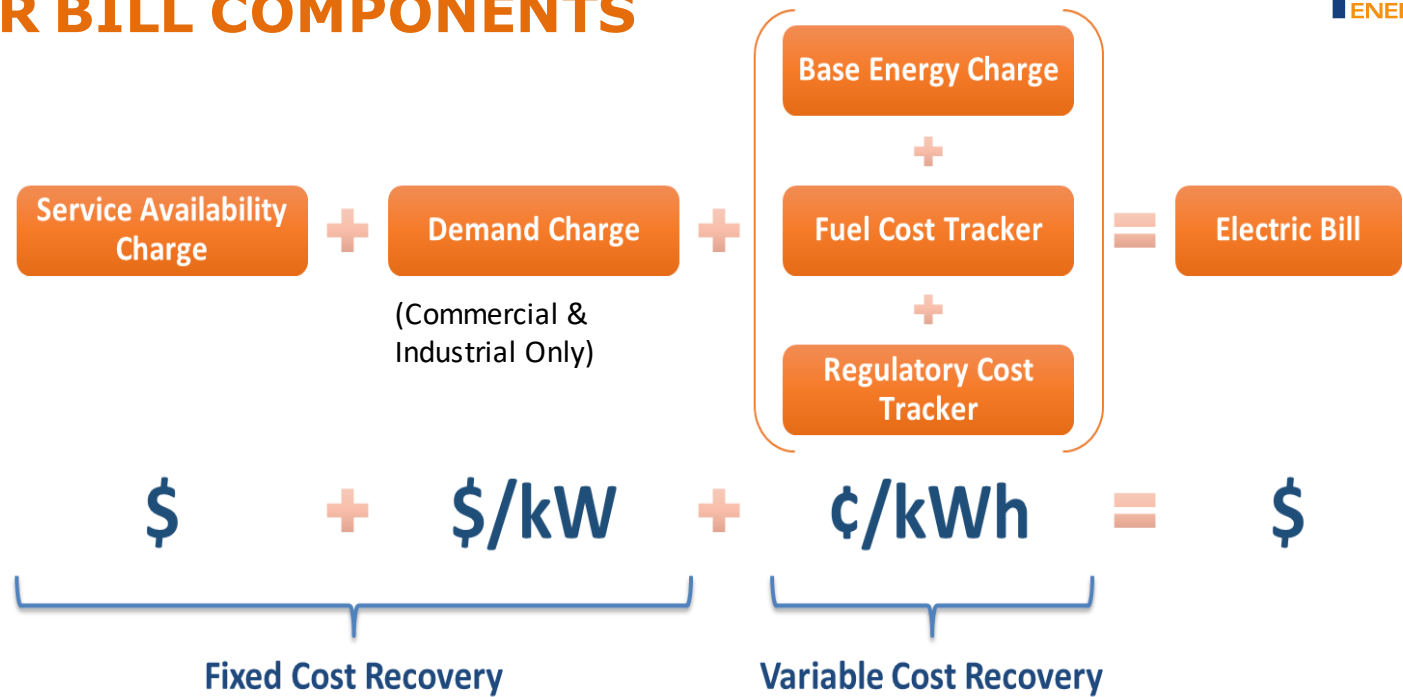 R BILL COMPONENTS
ENE
Base Energy Charge
+
Service Availability
Charge
+
Demand Charge
+
Fuel Cost Tracker
=
Electric Bill
(Commercial &
Industrial Only)
+
Regulatory Cost
Tracker
$ + $/kW + ¢/kWh = $
Fixed Cost Recovery
Variable Cost Recovery